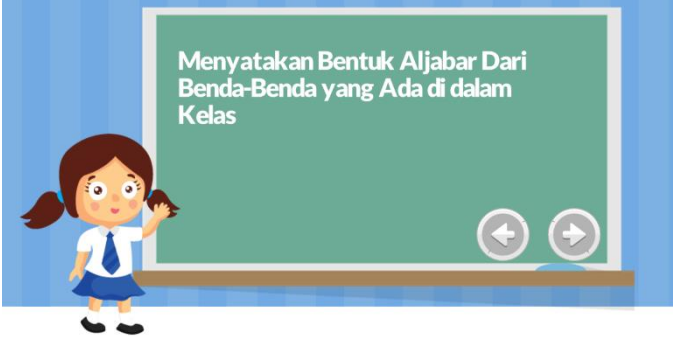 Menyatakan Bentuk Aljabar Dari
Benda-Benda yang Ada di dalam
Kelas